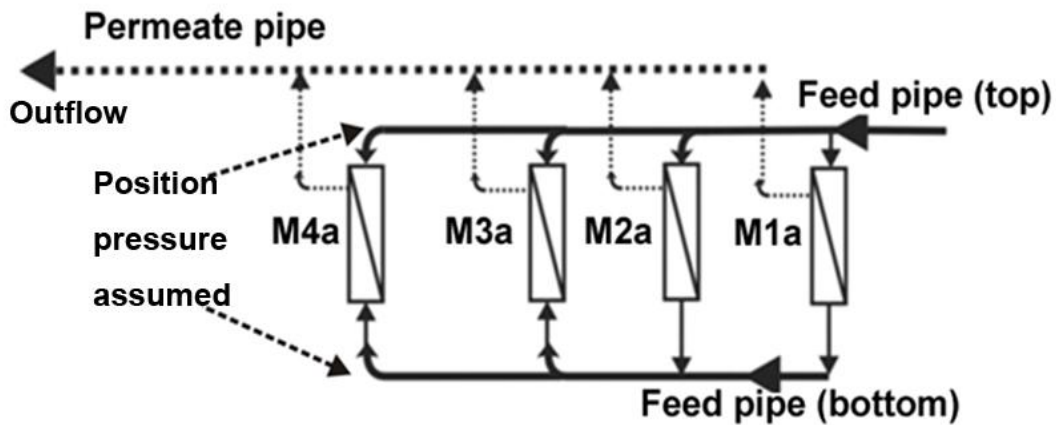 Permeate pipe
Outflow
Feed pipe (top)
Position
pressure
assumed
M4a
M3a
M2a
M1a
Feed pipe (bottom)